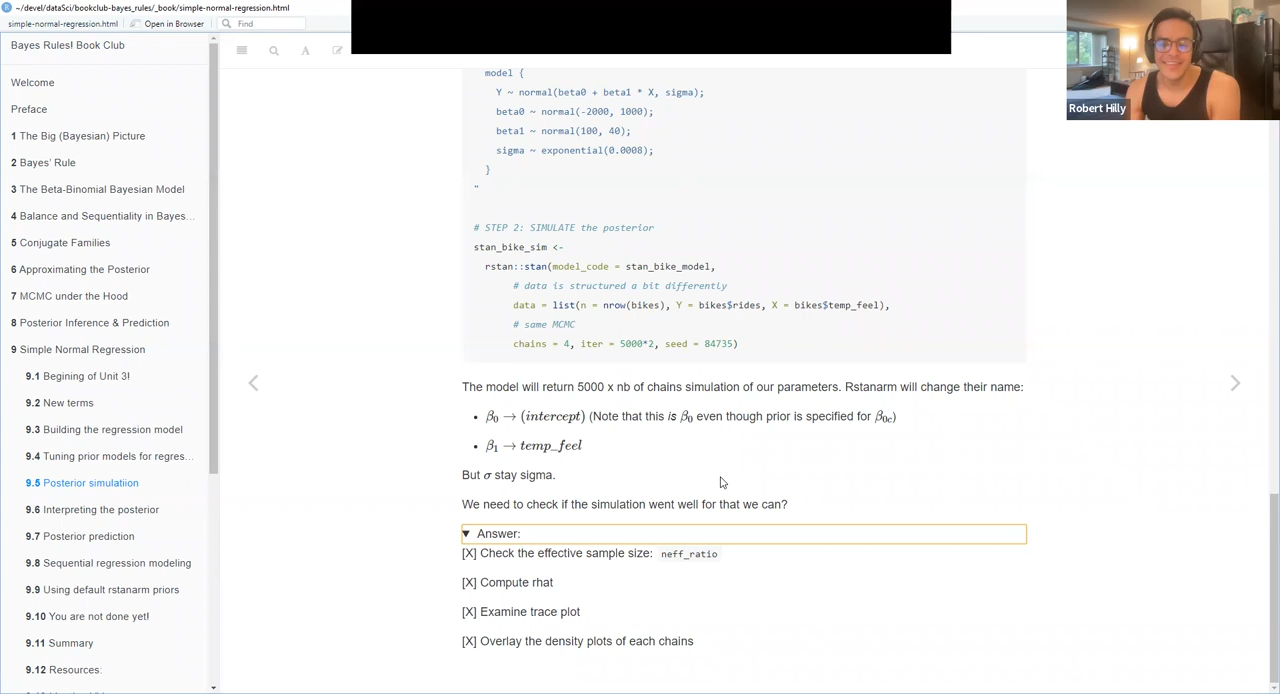 ~/devel/dataSci/bookclub-bayes_rules/_book/simple-normal-regression.html
simple-normal-regression.html
Open in Browser
Find
Bayes Rules! Book Club
Welcome
Preface
1 The Big (Bayesian) Picture
2 Bayes' Rule
3 The Beta-Binomial Bayesian Model
4 Balance and Sequentiality in Bayes...
5 Conjugate Families
6 Approximating the Posterior
7 MCMC under the Hood
8 Posterior Inference & Prediction
9 Simple Normal Regression
9.1 Begining of Unit 3!
9.2 New terms
9.3 Building the regression model
9.4 Tuning prior models for regres...
9.5 Posterior simulatiion
9.6 Interpreting the posterior
9.7 Posterior prediction
9.8 Sequential regression modeling
9.9 Using default rstanarm priors
9.10 You are not done yet!
9.11 Summary
9.12 Resources:
A
model {
Y ~ normal(beta0 + beta1 * X, sigma);
beta0 ~ normal(-2000, 1000);
beta1 ~ normal(100, 40);
sigma ~ exponential(0.0008);
}
"
# STEP 2: SIMULATE the posterior
stan_bike_sim <-
rstan::stan(model_code = stan_bike_model,
# data is structured a bit differently
data = list(n = nrow(bikes), Y = bikes$rides, X = bikes$temp_feel),
# same MCMC
chains = 4, iter = 5000*2, seed = 84735)
The model will return 5000 x nb of chains simulation of our parameters. Rstanarm will change their name:
• β0 → (intercept) (Note that this is β0 even though prior is specified for β0c)
• β1 → temp_feel
But σ stay sigma.
We need to check if the simulation went well for that we can?
▼ Answer:
[X] Check the effective sample size: neff_ratio
[X] Compute rhat
[X] Examine trace plot
[X] Overlay the density plots of each chains
Robert Hilly